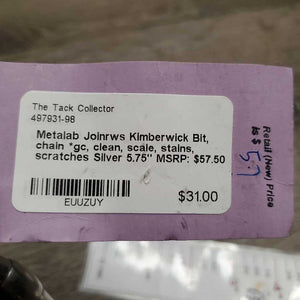 The Tack Collector
497931-98
Metalab Joinrws Kimberwick Bit,
chain *gc, clean, scale, stains,
scratches Silver 5.75" MSRP: $57.50
$31.00
EUUZUY
Retail (New) Price
is $